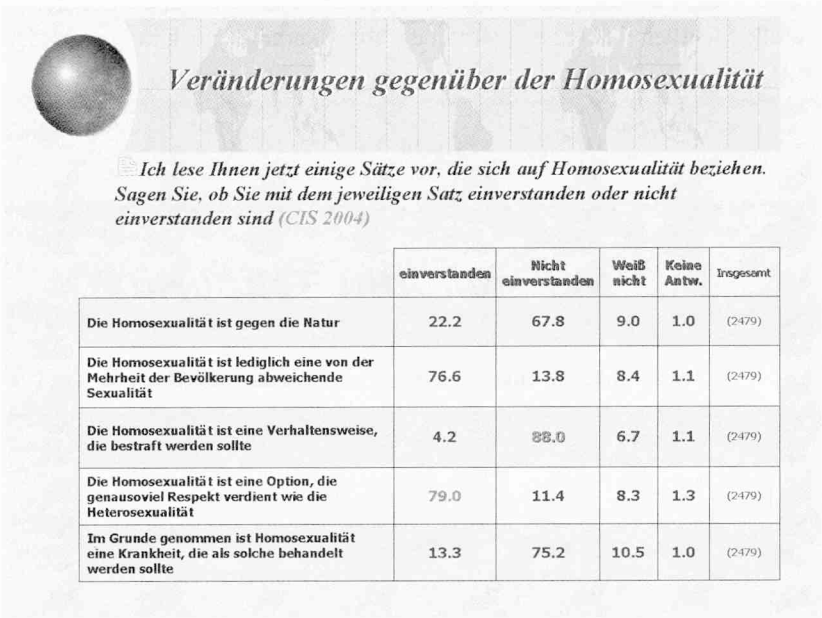 Veränderungen gegenüber der Homosexualität
Ich lese Ihnen jetzt einige Sätze vor, die sich auf Homosexualität beziehen.
Sagen Sie, ob Sie mit dem jeweiligen Satz einverstanden oder nicht
einverstanden sind (CIS 2004)
einverstanden Nicht einverstanden Weiß nicht Keine Antw. Insgesamt
Die Homosexualität ist gegen die Natur 22.2 67.8 9.0 1.0 (2479)
Die Homosexualität ist lediglich eine von der
Mehrheit der Bevölkerung abweichende 76.6 13.8 8.4 1.1 (2479)
Sexualität
Die Homosexualität ist eine Verhaltensweise,
die bestraft werden sollte 4.2 88.0 6.7 1.1 (2479)
Die Homosexualität ist eine Option, die
genausoviel Respekt verdient wie die 79.0 11.4 8.3 1.3 (2479)
Heterosexualität
Im Grunde genommen ist Homosexualität
eine Krankheit, die als solche behandelt 13.3 75.2 10.5 1.0 (2479)
werden sollte